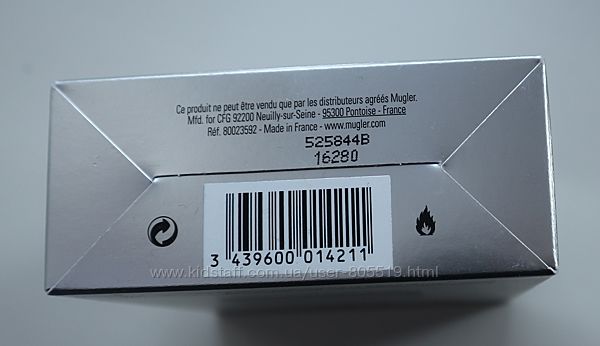 Ce produit ne peut être vendu que par les distributeurs agréés Mugler.
Mfd. for CFG 92200 Neuilly-sur-Seine - 95300 Pontoise - France
Réf. 80023592 - Made in France - www.mugler.com
525844B
16280
3 439600 014211
www.kidstaff.com.ua/user-805519.html